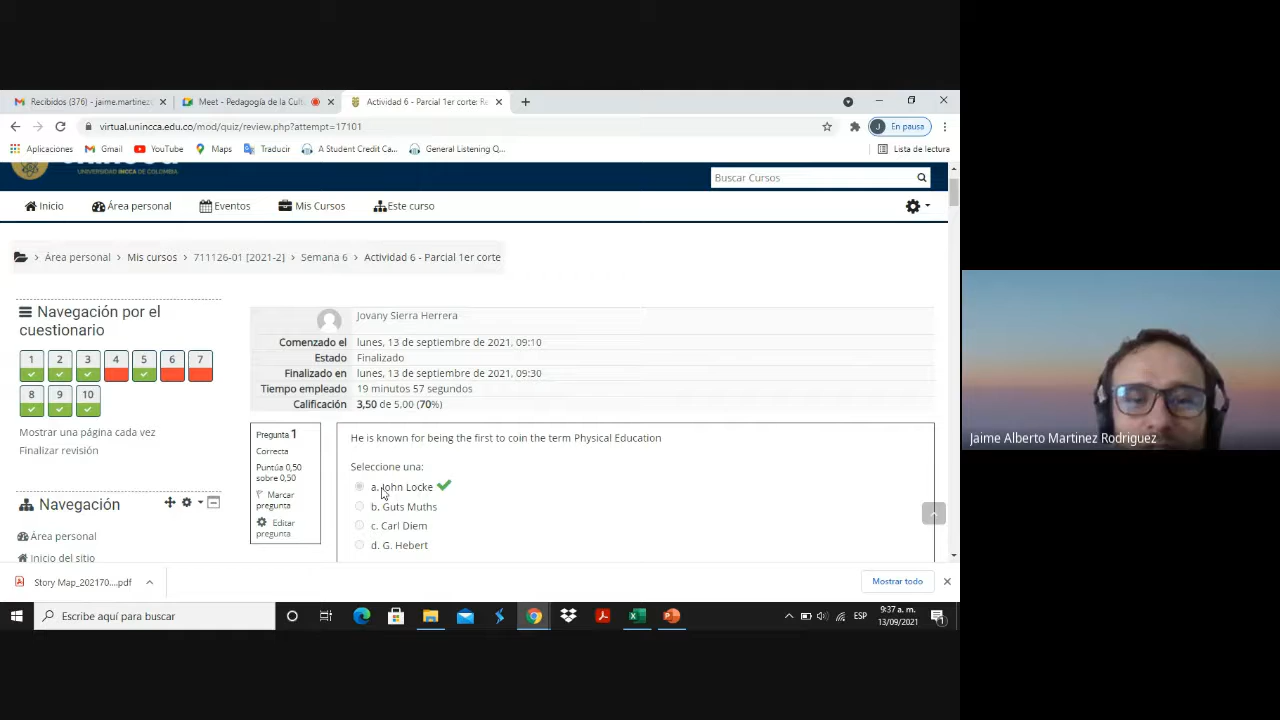 Recibidos (376) - jaime.martinez
Meet - Pedagogía de la Cult
Actividad 6 - Parcial 1er corte: Re
virtual.unincca.edu.co/mod/quiz/review.php?attempt=17101
J
En pausa
Aplicaciones
Gmail
YouTube
Maps
Traducir
A Student Credit Ca...
General Listening Q...
Lista de lectura
UNIVERSIDAD INCCA DE COLOMBIA
Buscar Cursos
Inicio
Área personal
Eventos
Mis Cursos
Este curso
Área personal > Mis cursos > 711126-01 [2021-2] > Semana 6 > Actividad 6 - Parcial 1er corte
Navegación por el
cuestionario
1 2 3 4 5 6 7
8 9 10
Mostrar una página cada vez
Finalizar revisión
Navegación
Área personal
Inicio del sitio
Jovany Sierra Herrera
Comenzado el lunes, 13 de septiembre de 2021, 09:10
Estado Finalizado
Finalizado en lunes, 13 de septiembre de 2021, 09:30
Tiempo empleado 19 minutos 57 segundos
Calificación 3,50 de 5,00 (70%)
Pregunta 1
Correcta
Puntúa 0,50
sobre 0,50
Marcar
pregunta
Editar
pregunta
He is known for being the first to coin the term Physical Education
Seleccione una:
a. John Locke
b. Guts Muths
c. Carl Diem
d. G. Hebert
Jaime Alberto Martinez Rodriguez
Story Map_202170....pdf
Mostrar todo
Escribe aquí para buscar
ESP
9:37 a. m.
13/09/2021
1